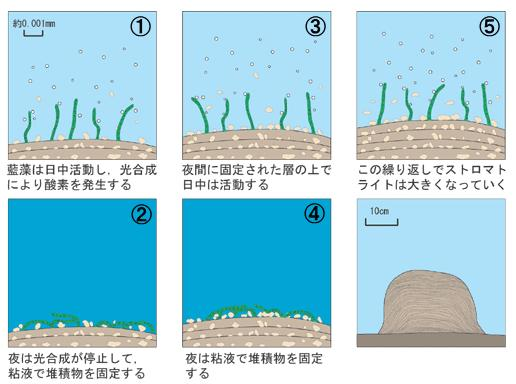 約0.001mm
①
藍藻は日中活動し，光合成
により酸素を発生する
②
夜は光合成が停止して，
粘液で堆積物を固定する
③
夜間に固定された層の上で
日中は活動する
④
夜は粘液で堆積物を固定
する
⑤
この繰り返しでストロマト
ライトは大きくなっていく
10cm